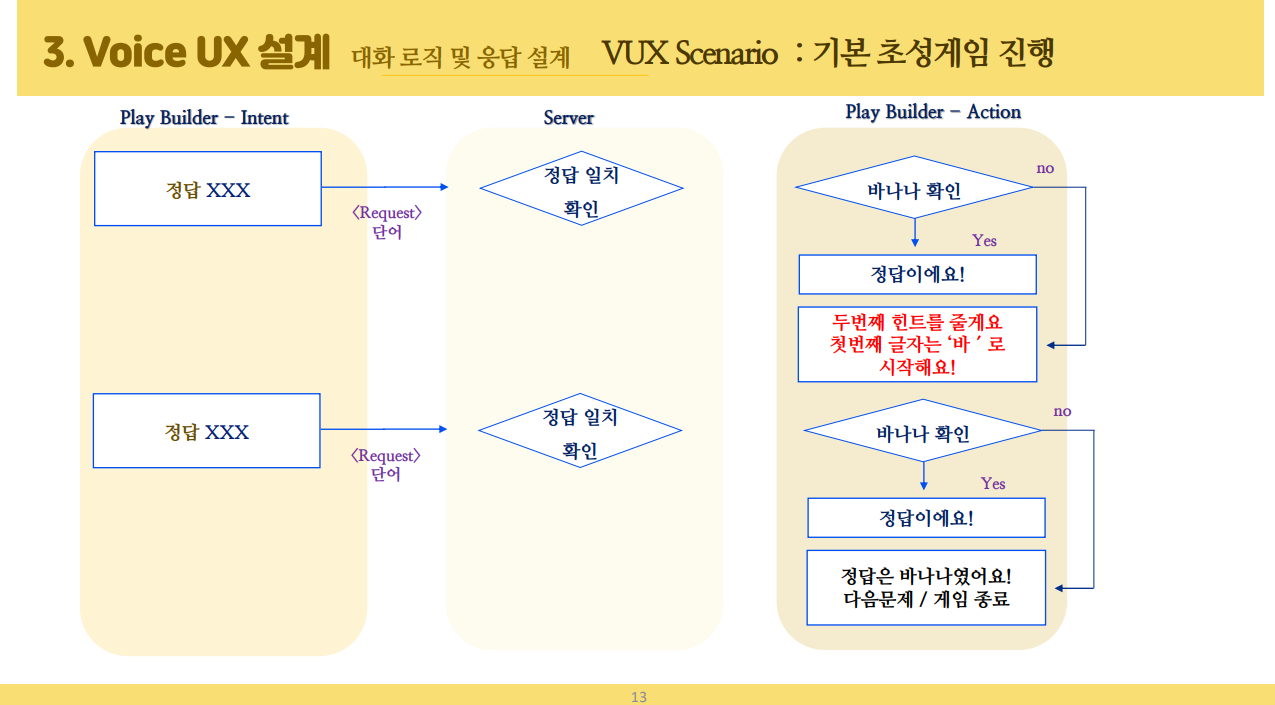 3. Voice UX 설계 대화 로직 및 응답 설계 VUX Scenario : 기본 초성게임 진행
Play Builder – Intent
정답 XXX
<Request>
단어
정답 XXX
<Request>
단어
Server
정답 일치
확인
정답 일치
확인
Play Builder – Action
바나나 확인
no
Yes
정답이에요!
두번째 힌트를 줄게요
첫번째 글자는 ‘바 ’ 로
시작해요!
바나나 확인
no
Yes
정답이에요!
정답은 바나나였어요!
다음문제 / 게임 종료
13